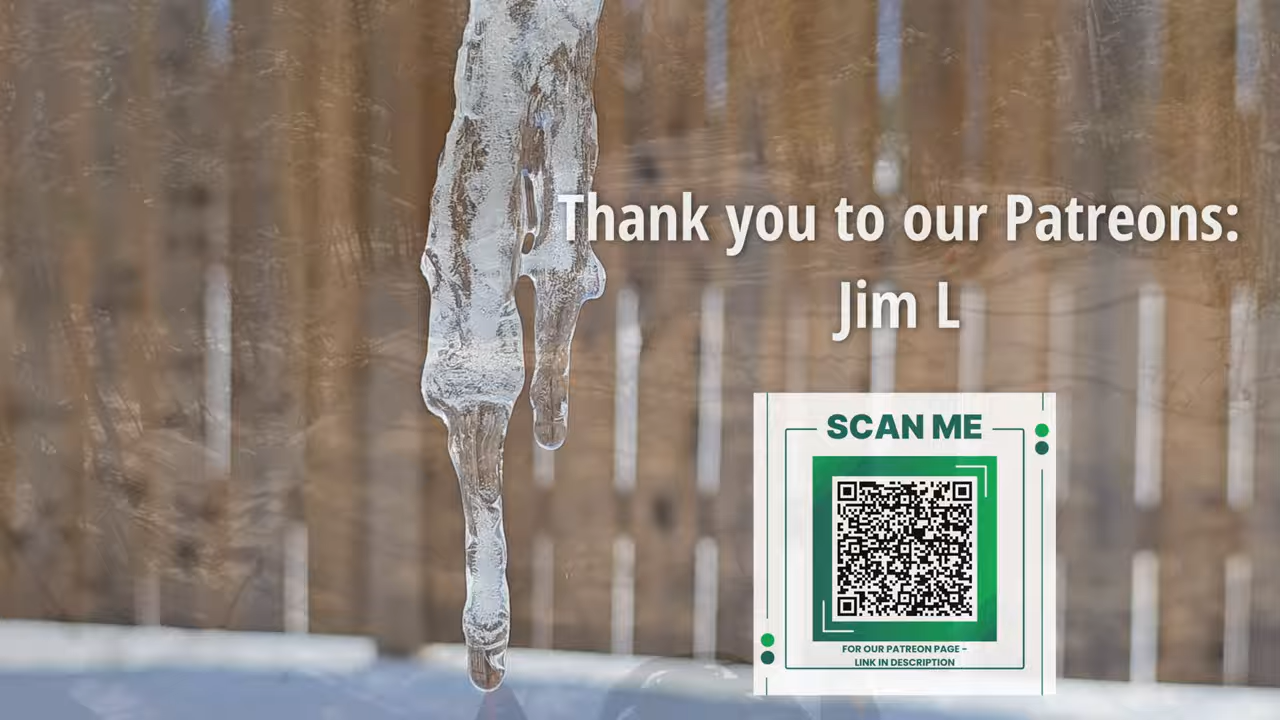 Thank you to our Patreons:
Jim L
SCAN ME
FOR OUR PATREON PAGE -
LINK IN DESCRIPTION